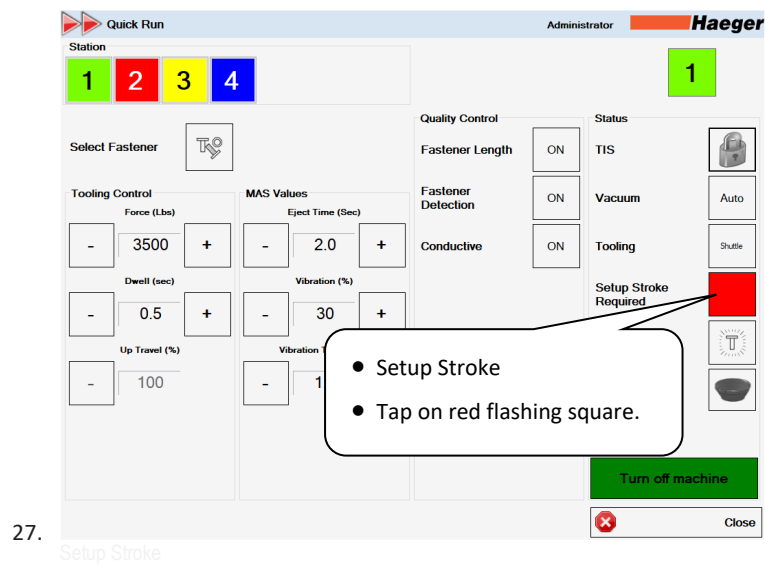 Quick Run
Administrator
Haeger
Station
1 2 3 4
1
Select Fastener
Tooling Control
Force (Lbs)
- 3500 +
Dwell (sec)
- 0.5 +
Up Travel (%)
- 100
MAS Values
Eject Time (Sec)
- 2.0 +
Vibration (%)
- 30 +
Vibration
- 1
Quality Control
Fastener Length ON
Fastener
Detection
ON
Conductive ON
Status
TIS
Vacuum Auto
Tooling Shuttle
Setup Stroke
Required
• Setup Stroke
• Tap on red flashing square.
Turn off machine
Close
27.
Setup Stroke